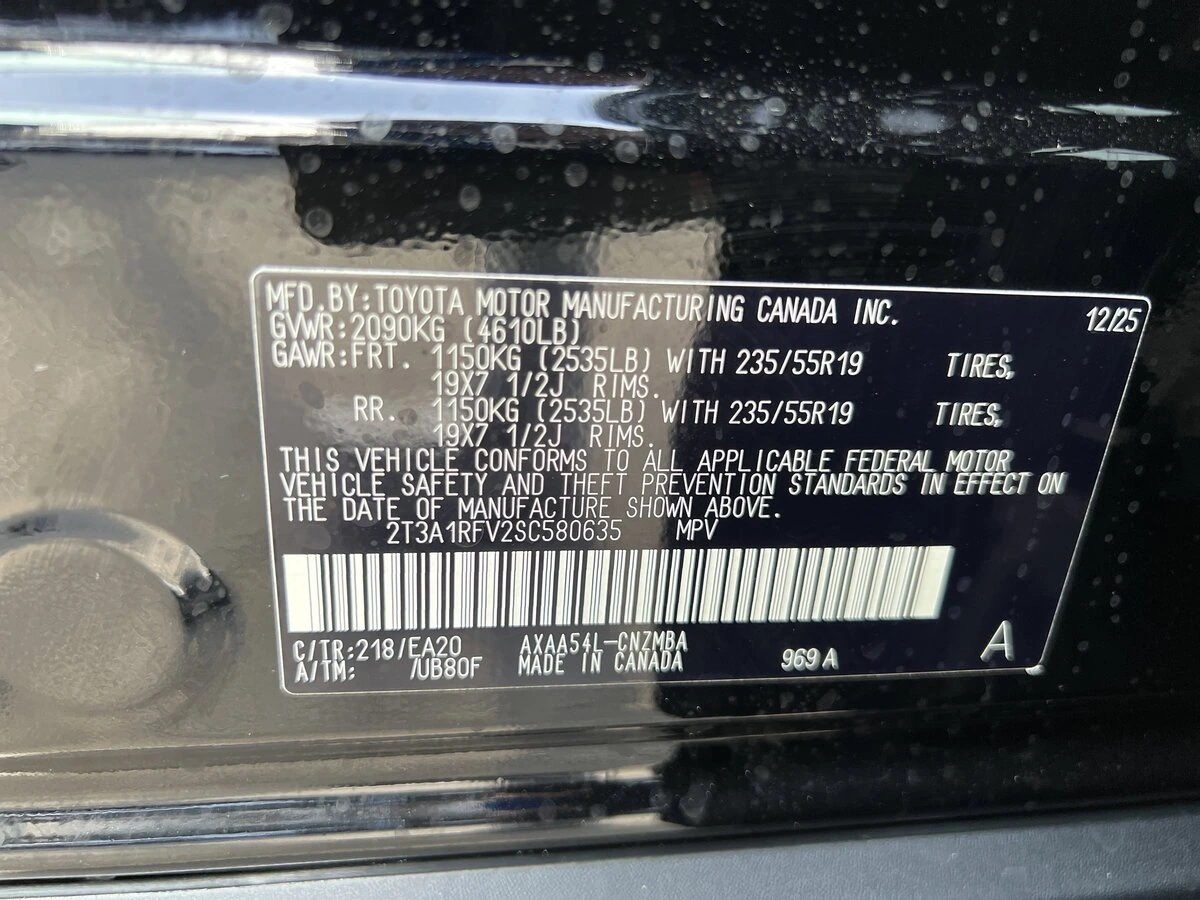 MFD.BY:TOYOTA MOTOR MANUFACTURING CANADA INC. 12/25
GVWR:2090KG (4610LB)
GAWR:FRT. 1150KG (2535LB) WITH 235/55R19 TIRES,
19X7 1/2J RIMS.
RR. 1150KG (2535LB) WITH 235/55R19 TIRES,
19X7 1/2J RIMS.
THIS VEHICLE CONFORMS TO ALL APPLICABLE FEDERAL MOTOR
VEHICLE SAFETY AND THEFT PREVENTION STANDARDS IN EFFECT ON
THE DATE OF MANUFACTURE SHOWN ABOVE.
2T3A1RFV2SC580635 MPV
C/TR:218/EA20 AXAA54L-CNZMBA
A/TM: /UB80F MADE IN CANADA 969A A